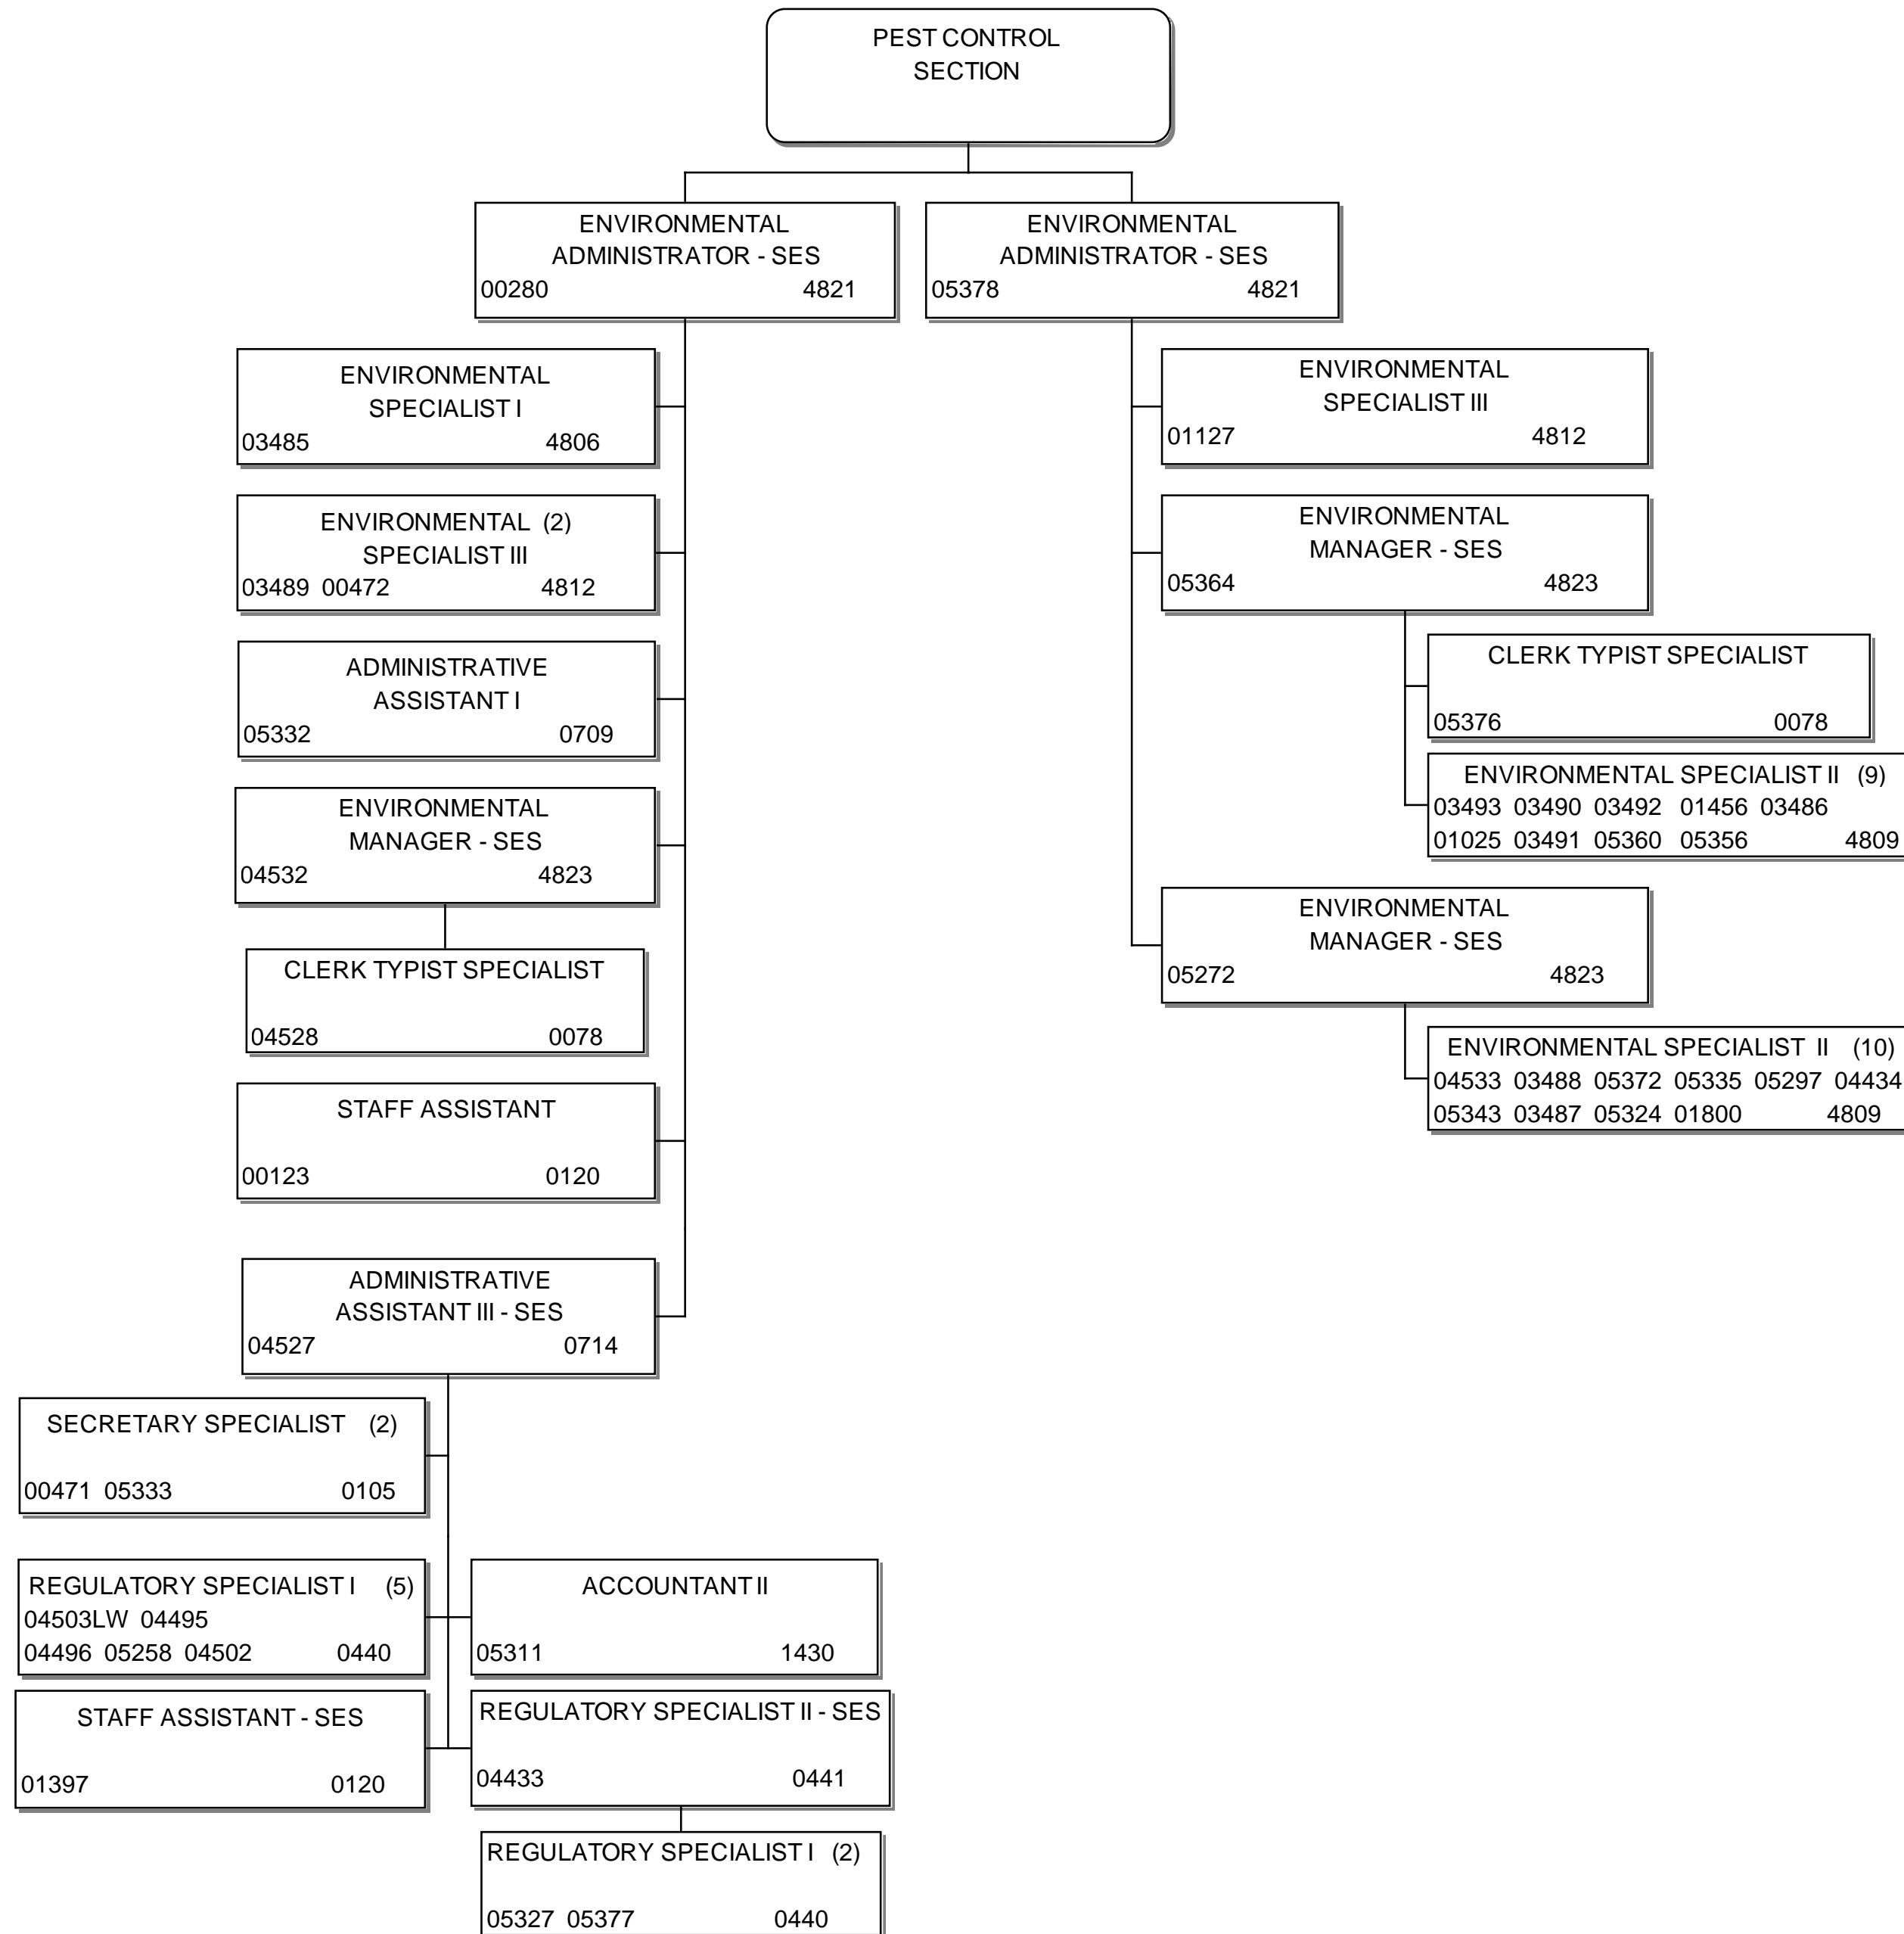 PEST CONTROL
SECTION
ENVIRONMENTAL
ADMINISTRATOR - SES
00280 4821
ENVIRONMENTAL
ADMINISTRATOR - SES
05378 4821
ENVIRONMENTAL
SPECIALIST I
03485 4806
ENVIRONMENTAL (2)
SPECIALIST III
03489 00472 4812
ADMINISTRATIVE
ASSISTANT I
05332 0709
ENVIRONMENTAL
MANAGER - SES
04532 4823
CLERK TYPIST SPECIALIST
04528 0078
STAFF ASSISTANT
00123 0120
ADMINISTRATIVE
ASSISTANT III - SES
04527 0714
SECRETARY SPECIALIST (2)
00471 05333 0105
REGULATORY SPECIALIST I (5)
04503LW 04495
04496 05258 04502 0440
STAFF ASSISTANT - SES
01397 0120
ACCOUNTANT II
05311 1430
REGULATORY SPECIALIST II - SES
04433 0441
REGULATORY SPECIALIST I (2)
05327 05377 0440
ENVIRONMENTAL
SPECIALIST III
01127 4812
ENVIRONMENTAL
MANAGER - SES
05364 4823
CLERK TYPIST SPECIALIST
05376 0078
ENVIRONMENTAL SPECIALIST II (9)
03493 03490 03492 01456 03486
01025 03491 05360 05356 4809
ENVIRONMENTAL
MANAGER - SES
05272 4823
ENVIRONMENTAL SPECIALIST II (10)
04533 03488 05372 05335 05297 04434
05343 03487 05324 01800 4809